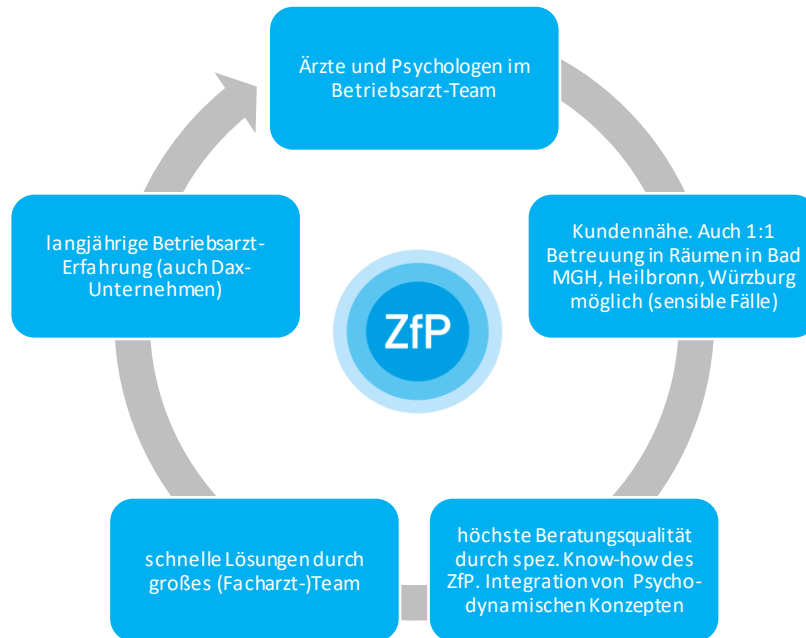 Ärzte und Psychologen im
Betriebsarzt-Team
Kundennähe. Auch 1:1
Betreuung in Räumen in Bad
MGH, Heilbronn, Würzburg
möglich (sensible Fälle)
höchste Beratungsqualität
durch spez. Know-how des
ZfP. Integration von Psycho-
dynamischen Konzepten
schnelle Lösungen durch
großes (Facharzt-)Team
langjährige Betriebsarzt-
Erfahrung (auch Dax-
Unternehmen)
ZfP